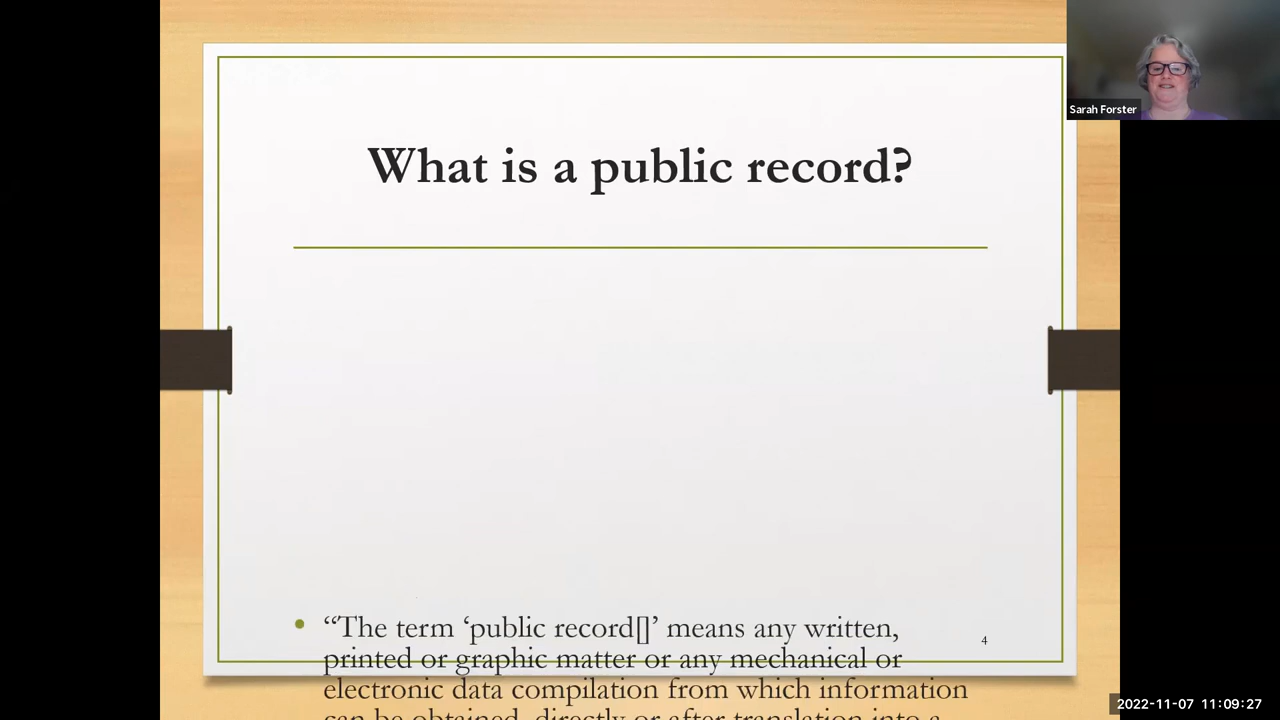 Sarah Forster
What is a public record?
“The term ‘public record[]’ means any written,
printed or graphic matter or any mechanical or
electronic data compilation from which information
can be obtained, directly or after translation into a
4
2022-11-07 11:09:27